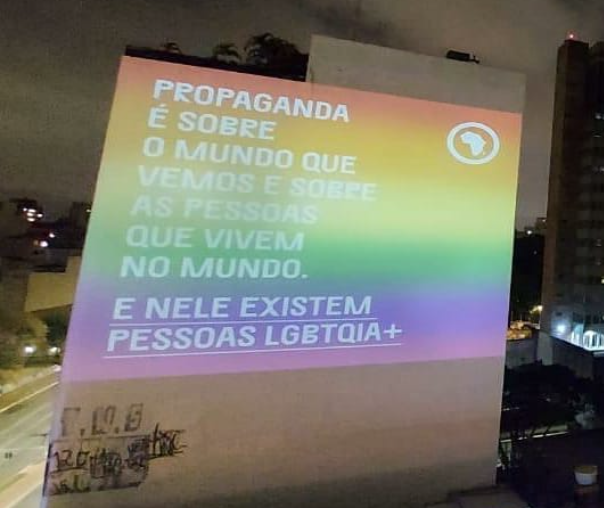 PROPAGANDA
É SOBRE
O MUNDO QUE
VEMOS E SOBRE
AS PESSOAS
QUE VIVEM
NO MUNDO.
E NELE EXISTEM
PESSOAS LGBTQIA+